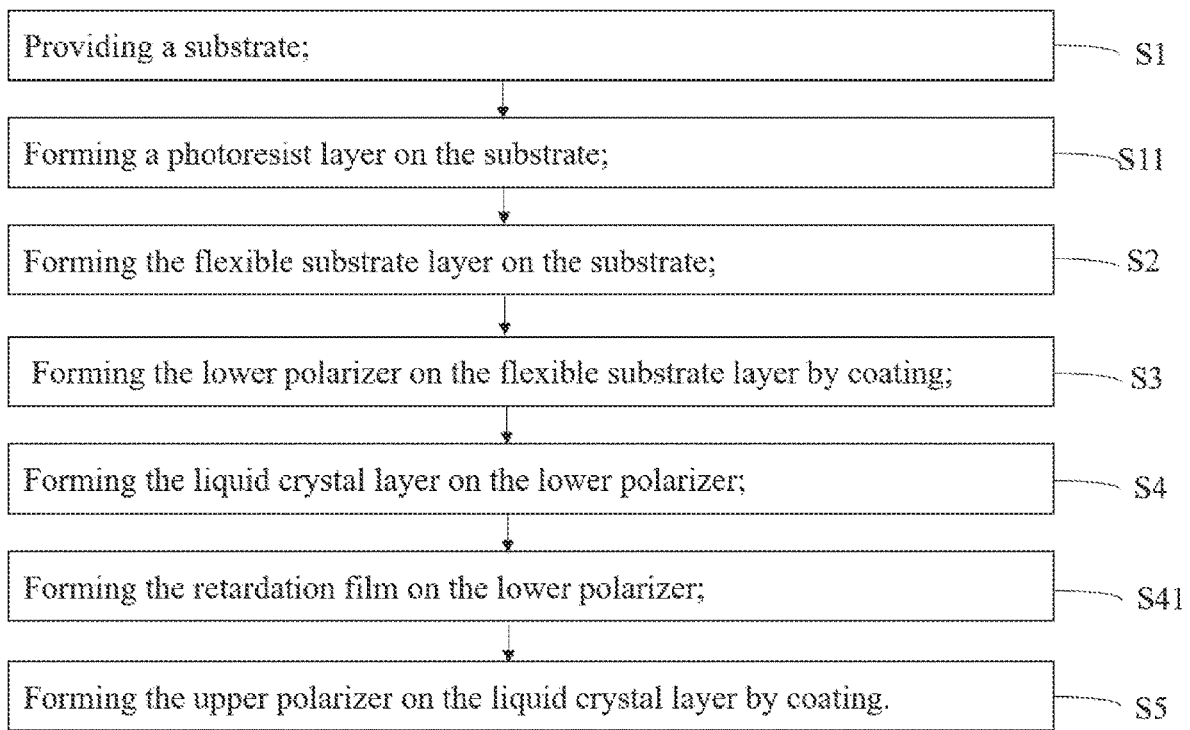 Providing a substrate;
S1
Forming a photoresist layer on the substrate;
S11
Forming the flexible substrate layer on the substrate;
S2
Forming the lower polarizer on the flexible substrate layer by coating;
S3
Forming the liquid crystal layer on the lower polarizer;
S4
Forming the retardation film on the lower polarizer;
S41
Forming the upper polarizer on the liquid crystal layer by coating.
S5